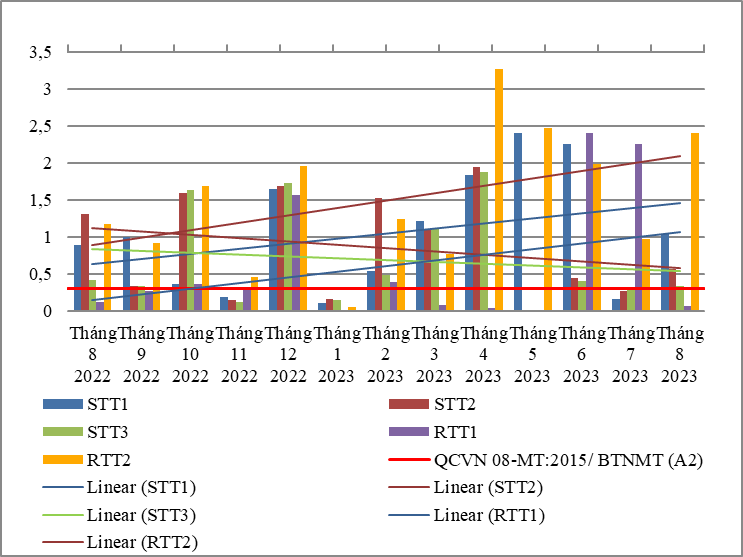 3,5
3
2,5
2
1,5
1
0,5
0
Tháng Tháng Tháng Tháng Tháng Tháng Tháng Tháng Tháng Tháng Tháng Tháng Tháng
8 9 10 11 12 1 2 3 4 5 6 7 8
2022 2022 2022 2022 2022 2023 2023 2023 2023 2023 2023 2023 2023
STT1 STT2
STT3 RTT1
RTT2 QCVN 08-MT:2015/ BTNMT (A2)
Linear (STT1) Linear (STT2)
Linear (STT3) Linear (RTT1)
Linear (RTT2)